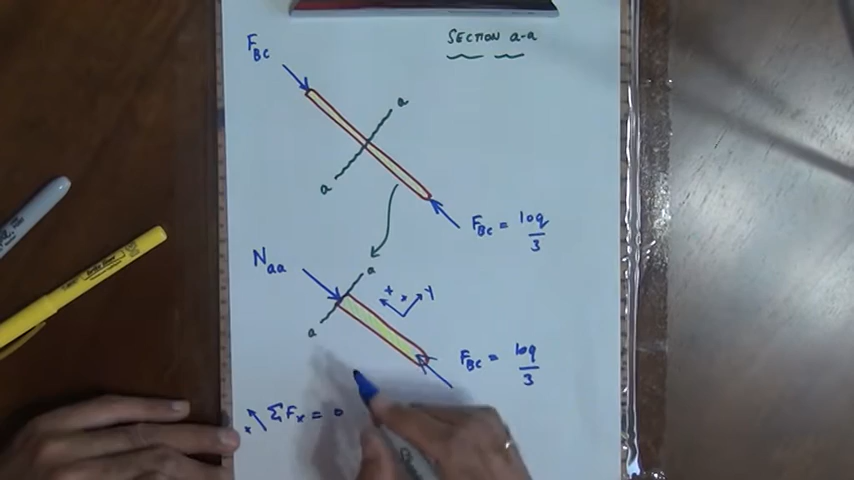 SECTION a-a
F_BC
a
a
F_BC = 10q/3
N_aa
a
x x y
a
F_BC = 10q/3
x ΣF_x = 0